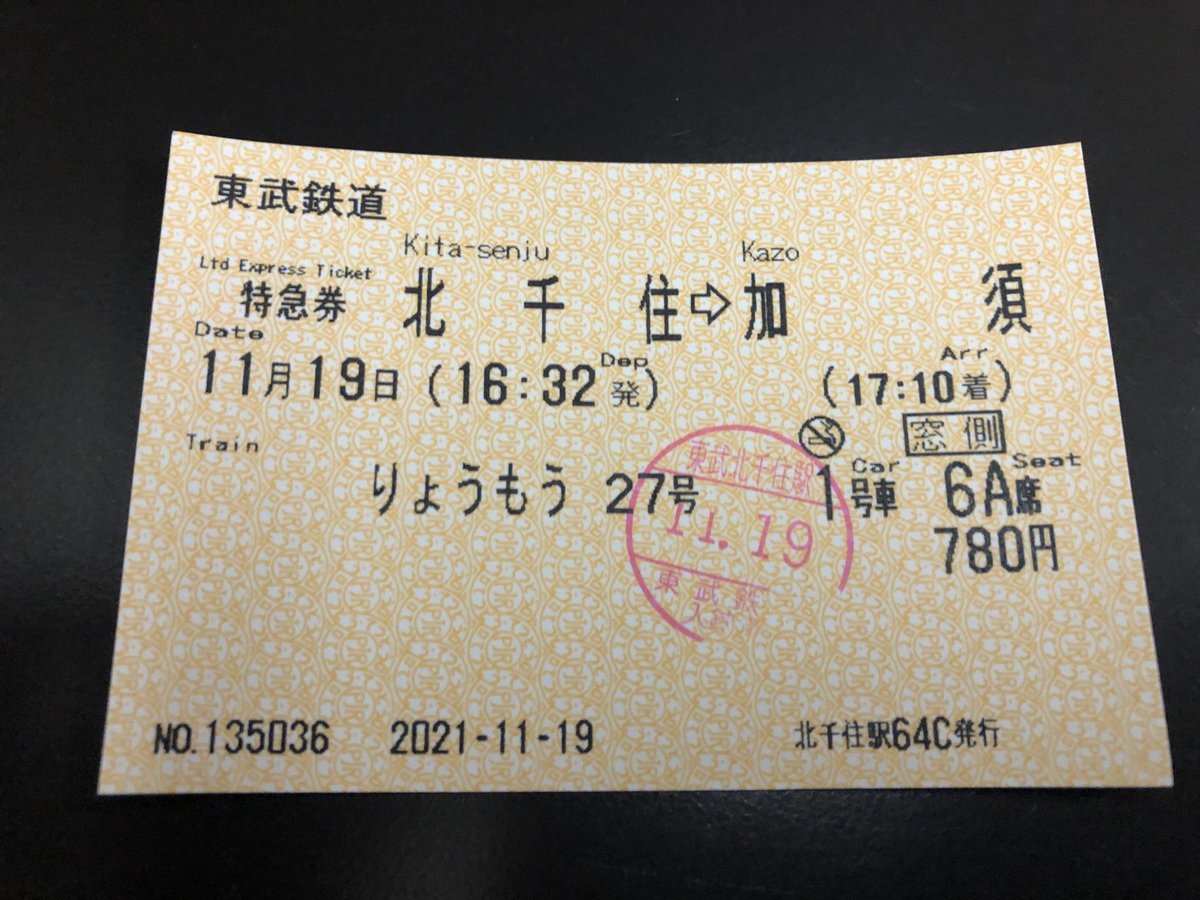 東武鉄道
Kita-senju Kazo
Ltd Express Ticket
特急券 北千住⇨加須
Date Dep Arr
11月19日(16:32発) (17:10着)
窓側
Train Car Seat
りょうもう 27号 1号車 6A席
780円
東武北千住駅
11.19
東武鉄
入
NO.135036 2021-11-19 北千住駅64C発行